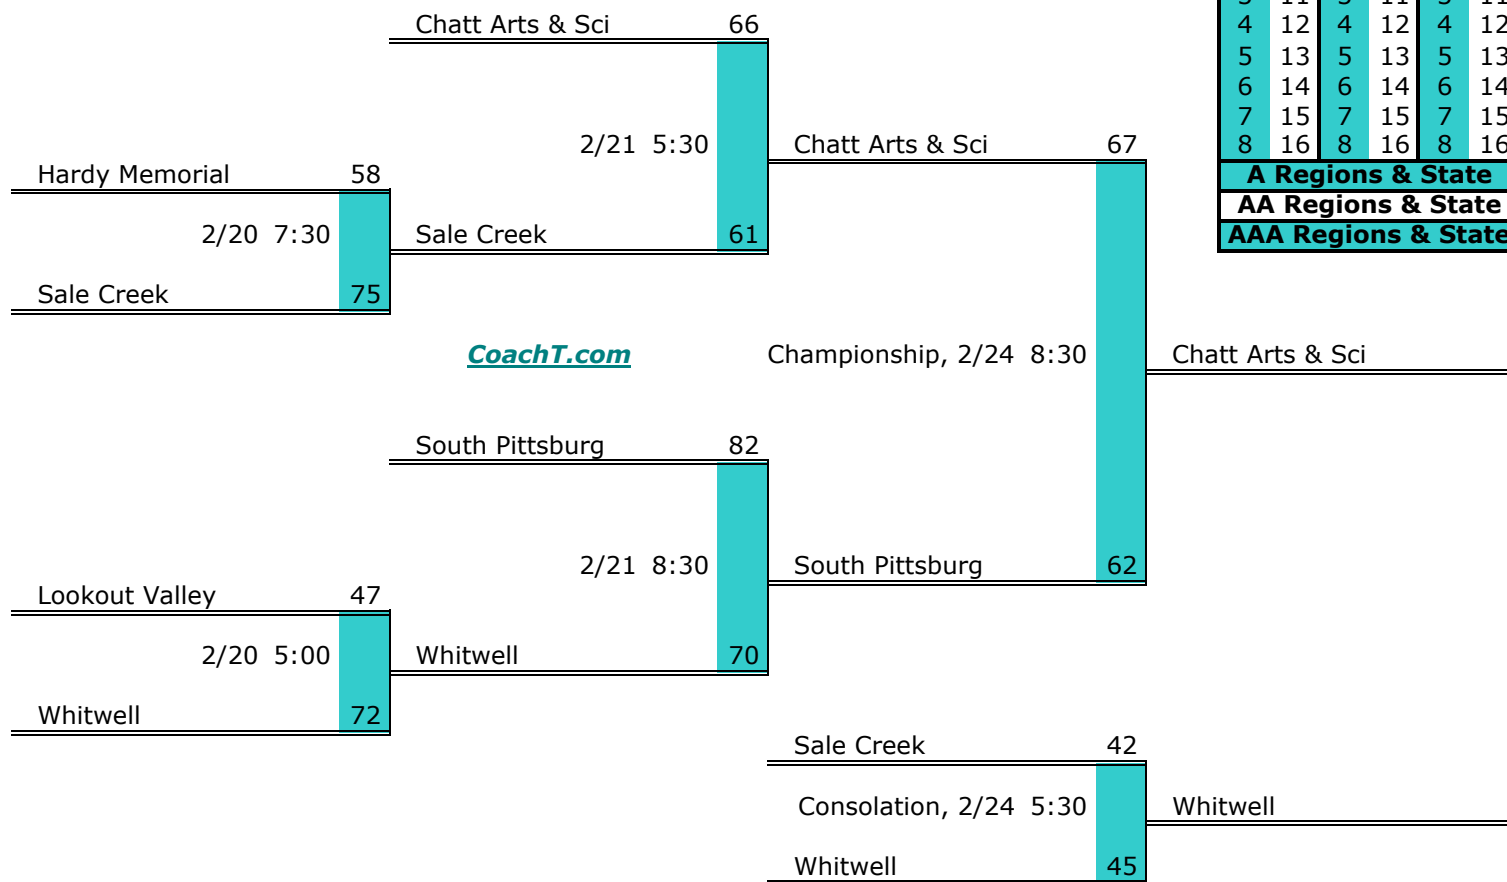 Chatt Arts & Sci 66
4 12 4 12 4 12
5 13 5 13 5 13
6 14 6 14 6 14
7 15 7 15 7 15
2/21 5:30 Chatt Arts & Sci 67 8 16 8 16 8 16
Hardy Memorial 58 A Regions & State
AA Regions & State
2/20 7:30 Sale Creek 61 AAA Regions & State
Sale Creek 75
CoachT.com Championship, 2/24 8:30 Chatt Arts & Sci
South Pittsburg 82
2/21 8:30 South Pittsburg 62
Lookout Valley 47
2/20 5:00 Whitwell 70
Whitwell 72
Sale Creek 42
Consolation, 2/24 5:30 Whitwell
Whitwell 45